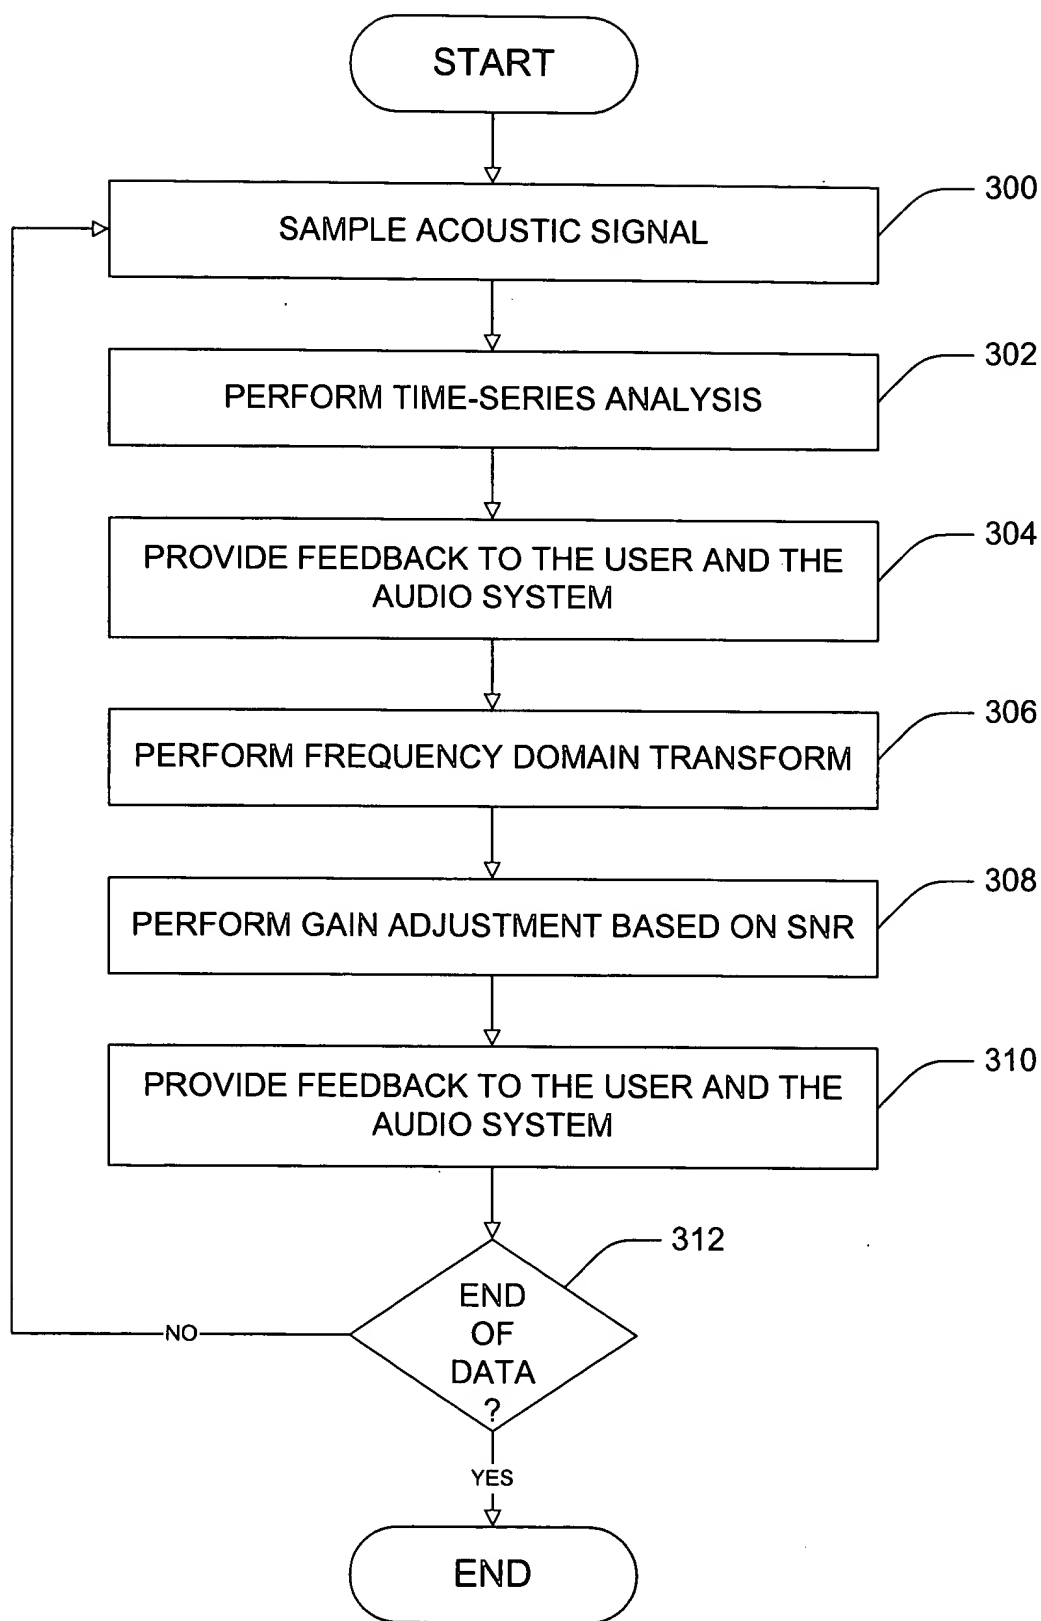 START
300
SAMPLE ACOUSTIC SIGNAL
302
PERFORM TIME-SERIES ANALYSIS
304
PROVIDE FEEDBACK TO THE USER AND THE
AUDIO SYSTEM
306
PERFORM FREQUENCY DOMAIN TRANSFORM
308
PERFORM GAIN ADJUSTMENT BASED ON SNR
310
PROVIDE FEEDBACK TO THE USER AND THE
AUDIO SYSTEM
312
END
OF
DATA
?
NO
YES
END